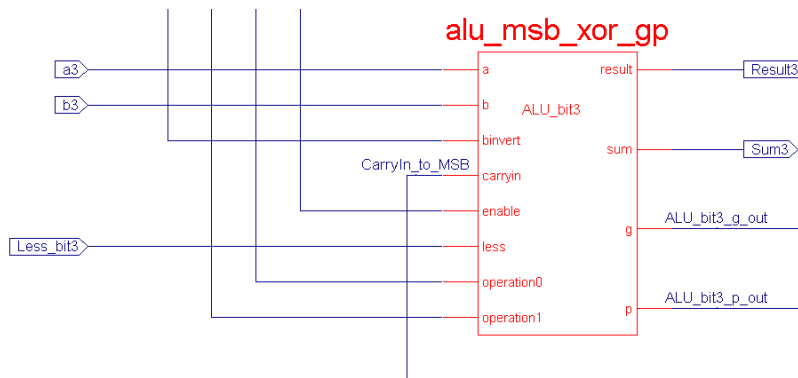 alu_msb_xor_gp
a3
a
result
Result3
b3
b
ALU_bit3
binvert
sum
Sum3
CarryIn_to_MSB
carryin
enable
ALU_bit3_g_out
g
Less_bit3
less
operation0
ALU_bit3_p_out
p
operation1